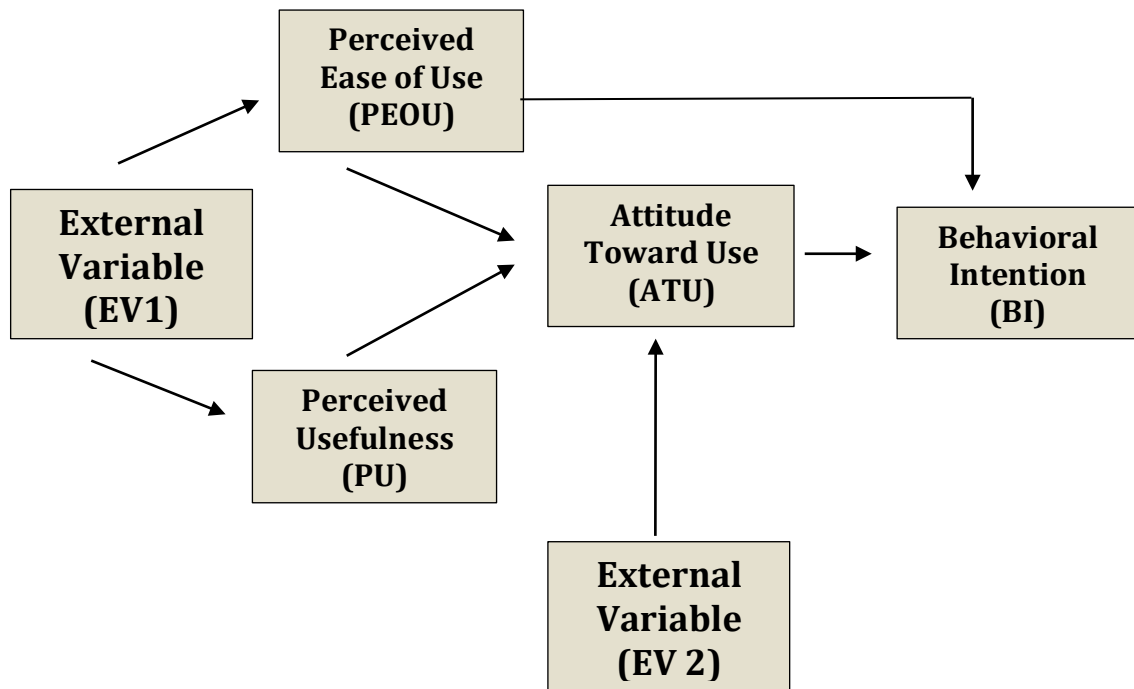 Perceived
Ease of Use
(PEOU)
External
Variable
(EV1)
Attitude
Toward Use
(ATU)
Behavioral
Intention
(BI)
Perceived
Usefulness
(PU)
External
Variable
(EV 2)